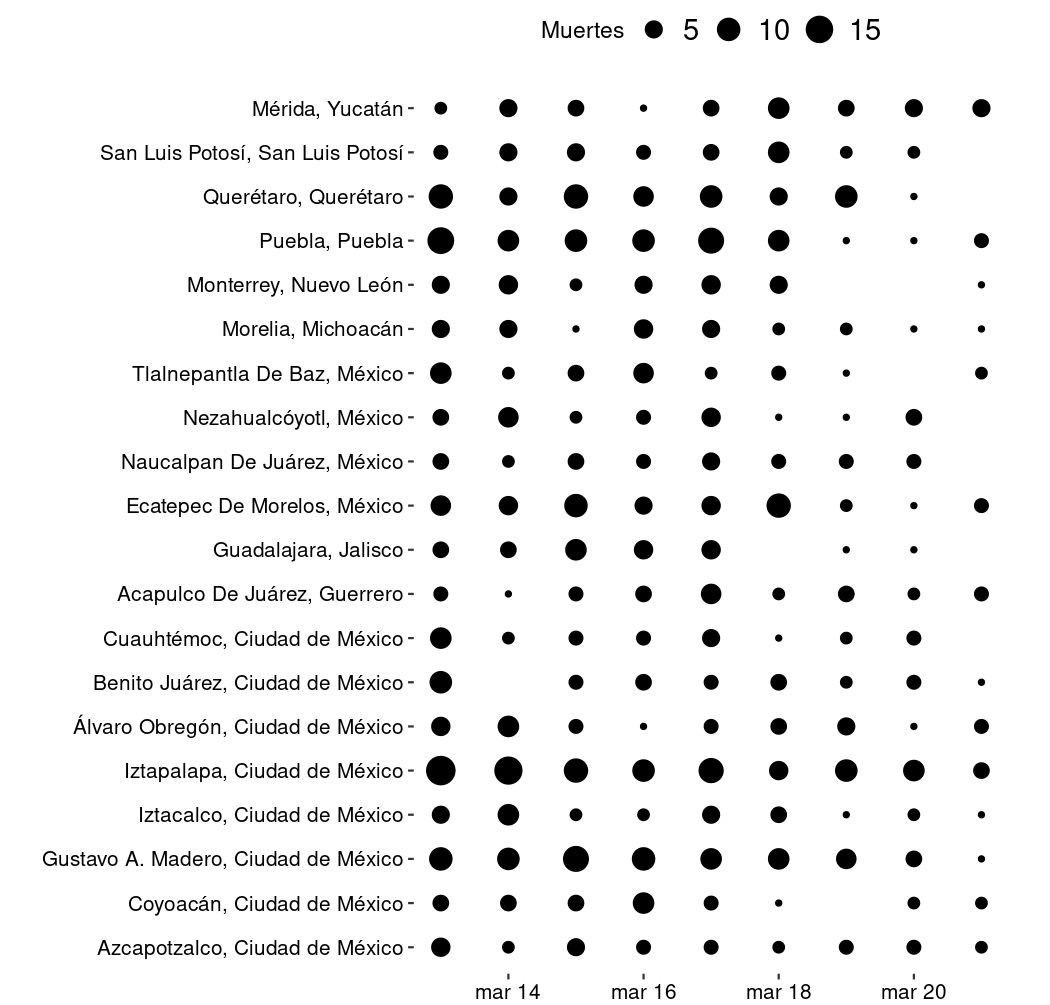 Muertes 5 10 15
Mérida, Yucatán
San Luis Potosí, San Luis Potosí
Querétaro, Querétaro
Puebla, Puebla
Monterrey, Nuevo León
Morelia, Michoacán
Tlalnepantla De Baz, México
Nezahualcóyotl, México
Naucalpan De Juárez, México
Ecatepec De Morelos, México
Guadalajara, Jalisco
Acapulco De Juárez, Guerrero
Cuauhtémoc, Ciudad de México
Benito Juárez, Ciudad de México
Álvaro Obregón, Ciudad de México
Iztapalapa, Ciudad de México
Iztacalco, Ciudad de México
Gustavo A. Madero, Ciudad de México
Coyoacán, Ciudad de México
Azcapotzalco, Ciudad de México
mar 14 mar 16 mar 18 mar 20